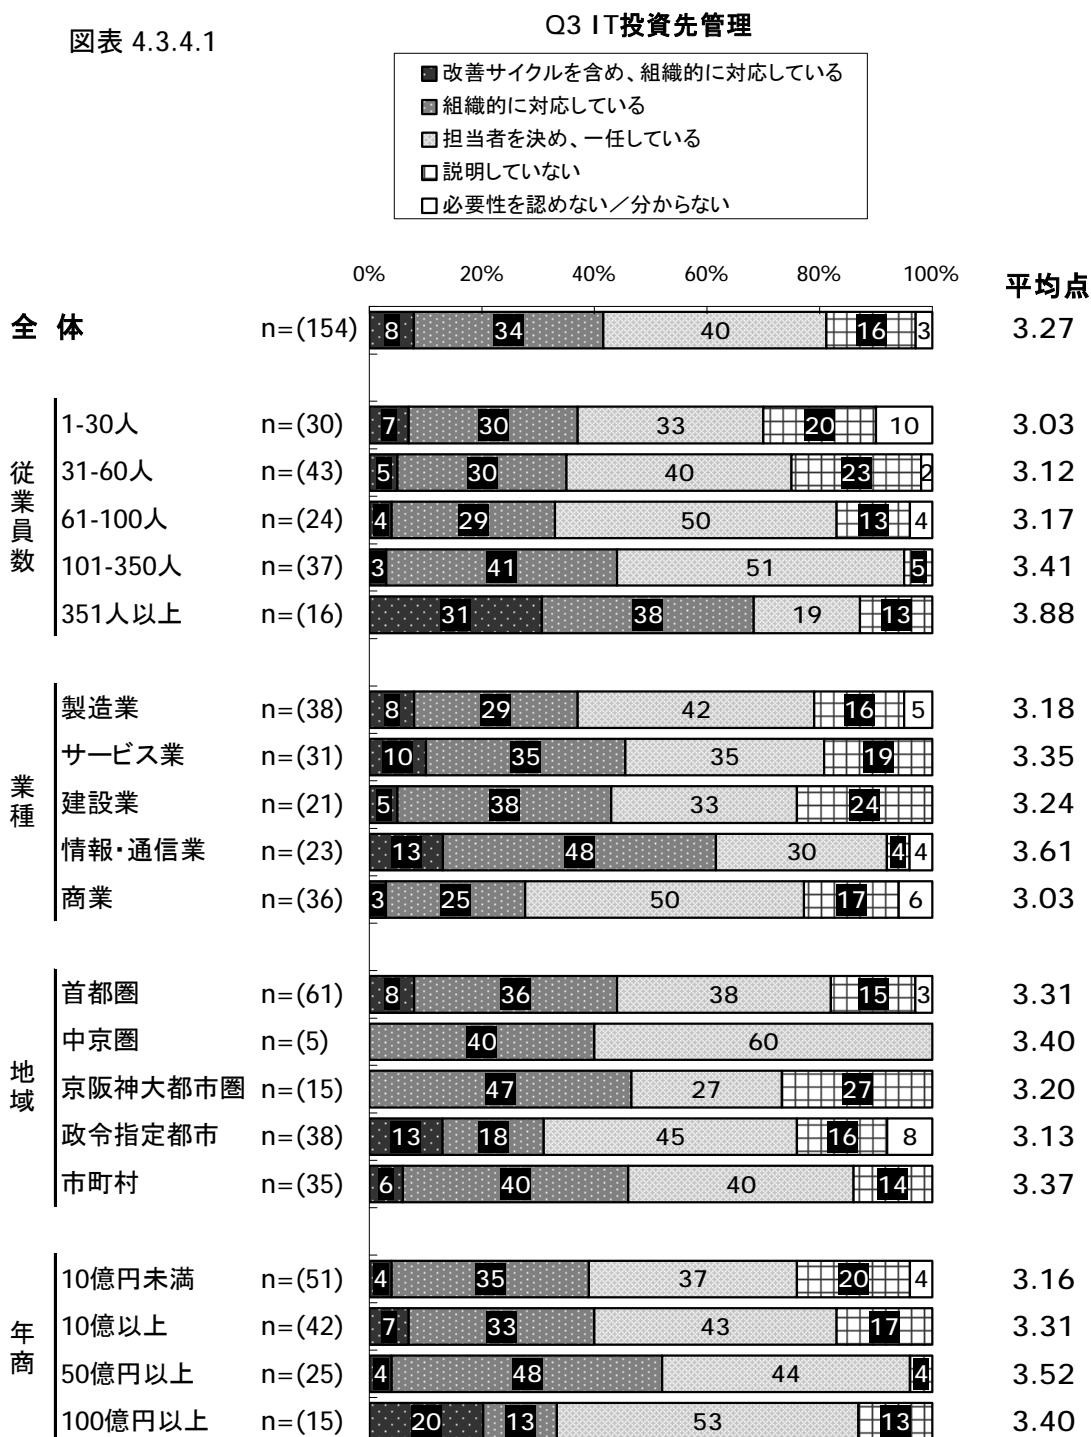 図表 4.3.4.1
Q3 IT投資先管理
改善サイクルを含め、組織的に対応している
組織的に対応している
担当者を決め、一任している
説明していない
必要性を認めない／分からない
0% 20% 40% 60% 80% 100% 平均点
全 体 n=(154) 8 34 40 16 3 3.27
従業員数
1-30人 n=(30) 7 30 33 20 10 3.03
31-60人 n=(43) 5 30 40 23 2 3.12
61-100人 n=(24) 4 29 50 13 4 3.17
101-350人 n=(37) 3 41 51 5 3.41
351人以上 n=(16) 31 38 19 13 3.88
業種
製造業 n=(38) 8 29 42 16 5 3.18
サービス業 n=(31) 10 35 35 19 3.35
建設業 n=(21) 5 38 33 24 3.24
情報・通信業 n=(23) 13 48 30 4 4 3.61
商業 n=(36) 3 25 50 17 6 3.03
地域
首都圏 n=(61) 8 36 38 15 3 3.31
中京圏 n=(5) 40 60 3.40
京阪神大都市圏 n=(15) 47 27 27 3.20
政令指定都市 n=(38) 13 18 45 16 8 3.13
市町村 n=(35) 6 40 40 14 3.37
年商
10億円未満 n=(51) 4 35 37 20 4 3.16
10億以上 n=(42) 7 33 43 17 3.31
50億円以上 n=(25) 4 48 44 4 3.52
100億円以上 n=(15) 20 13 53 13 3.40